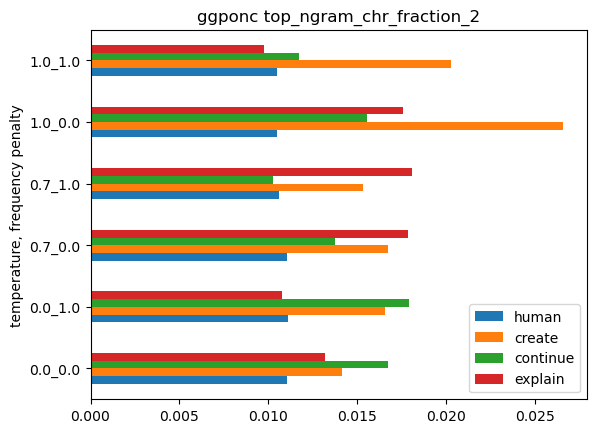 ggponc top_ngram_chr_fraction_2
temperature, frequency penalty
1.0_1.0
1.0_0.0
0.7_1.0
0.7_0.0
0.0_1.0
0.0_0.0
human
create
continue
explain
0.000 0.005 0.010 0.015 0.020 0.025